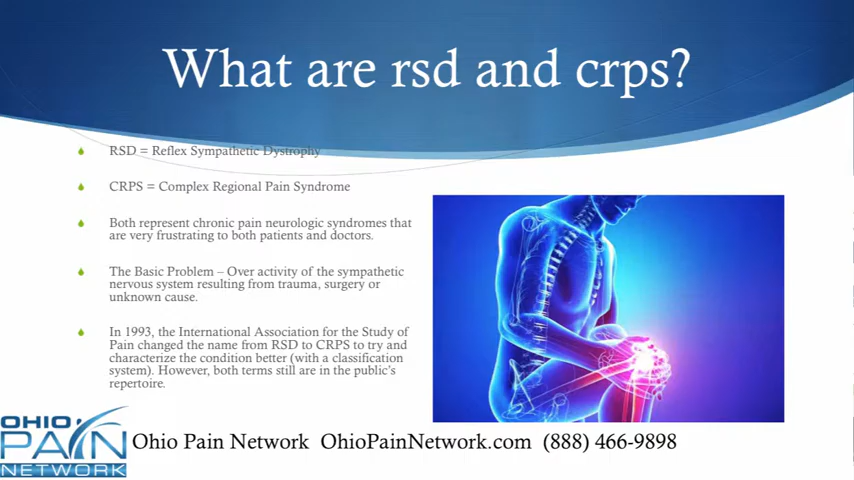 What are rsd and crps?
RSD = Reflex Sympathetic Dystrophy
CRPS = Complex Regional Pain Syndrome
Both represent chronic pain neurologic syndromes that
are very frustrating to both patients and doctors.
The Basic Problem – Over activity of the sympathetic
nervous system resulting from trauma, surgery or
unknown cause.
In 1993, the International Association for the Study of
Pain changed the name from RSD to CRPS to try and
characterize the condition better (with a classification
system). However, both terms still are in the public's
repertoire.
OHIO
PAIN
NETWORK
Ohio Pain Network OhioPainNetwork.com (888) 466-9898